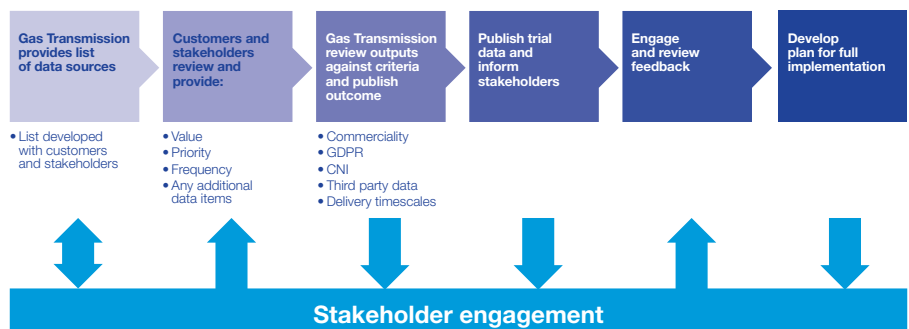 Gas Transmission
provides list
of data sources
Customers and
stakeholders
review and
provide:
Gas Transmission
review outputs
against criteria
and publish
outcome
Publish trial
data and
inform
stakeholders
Engage
and review
feedback
Develop
plan for full
implementation
• List developed
with customers
and stakeholders
• Value
• Priority
• Frequency
• Any additional
data items
• Commerciality
• GDPR
• CNI
• Third party data
• Delivery timescales
Stakeholder engagement